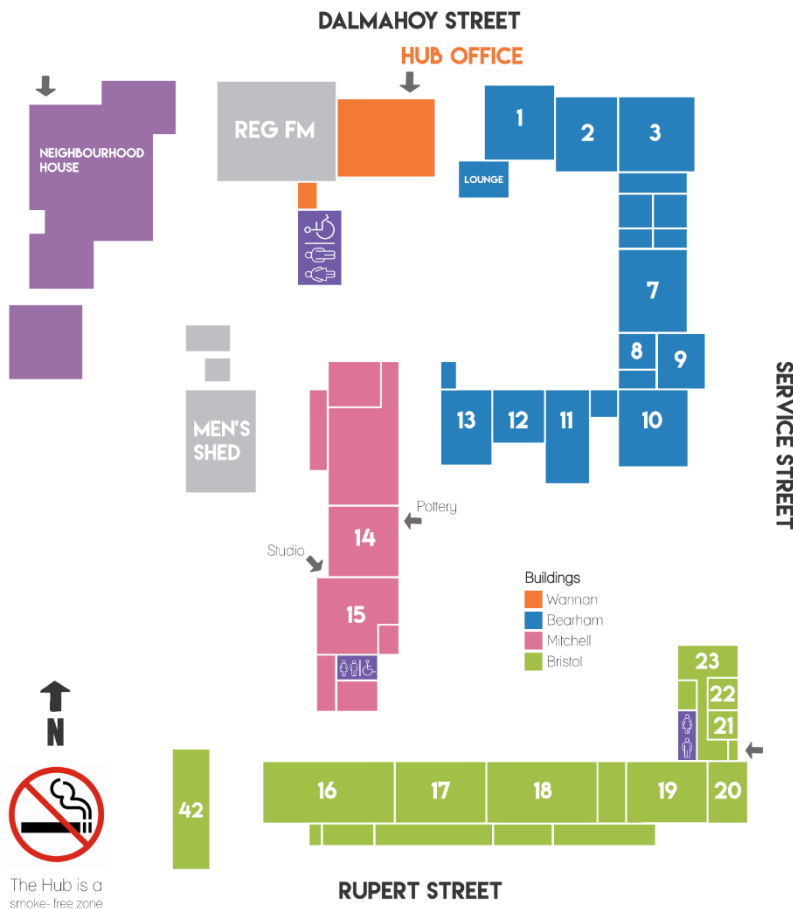 DALMAHOY STREET
HUB OFFICE
NEIGHBOURHOOD
HOUSE
REG FM
1
2
3
LOUNGE
7
8
9
10
11
12
13
SERVICE STREET
MEN'S
SHED
Pottery
14
Studio
15
Buildings
Wannan
Bearham
Mitchell
Bristol
23
22
21
N
42
16
17
18
19
20
The Hub is a
smoke- free zone
RUPERT STREET